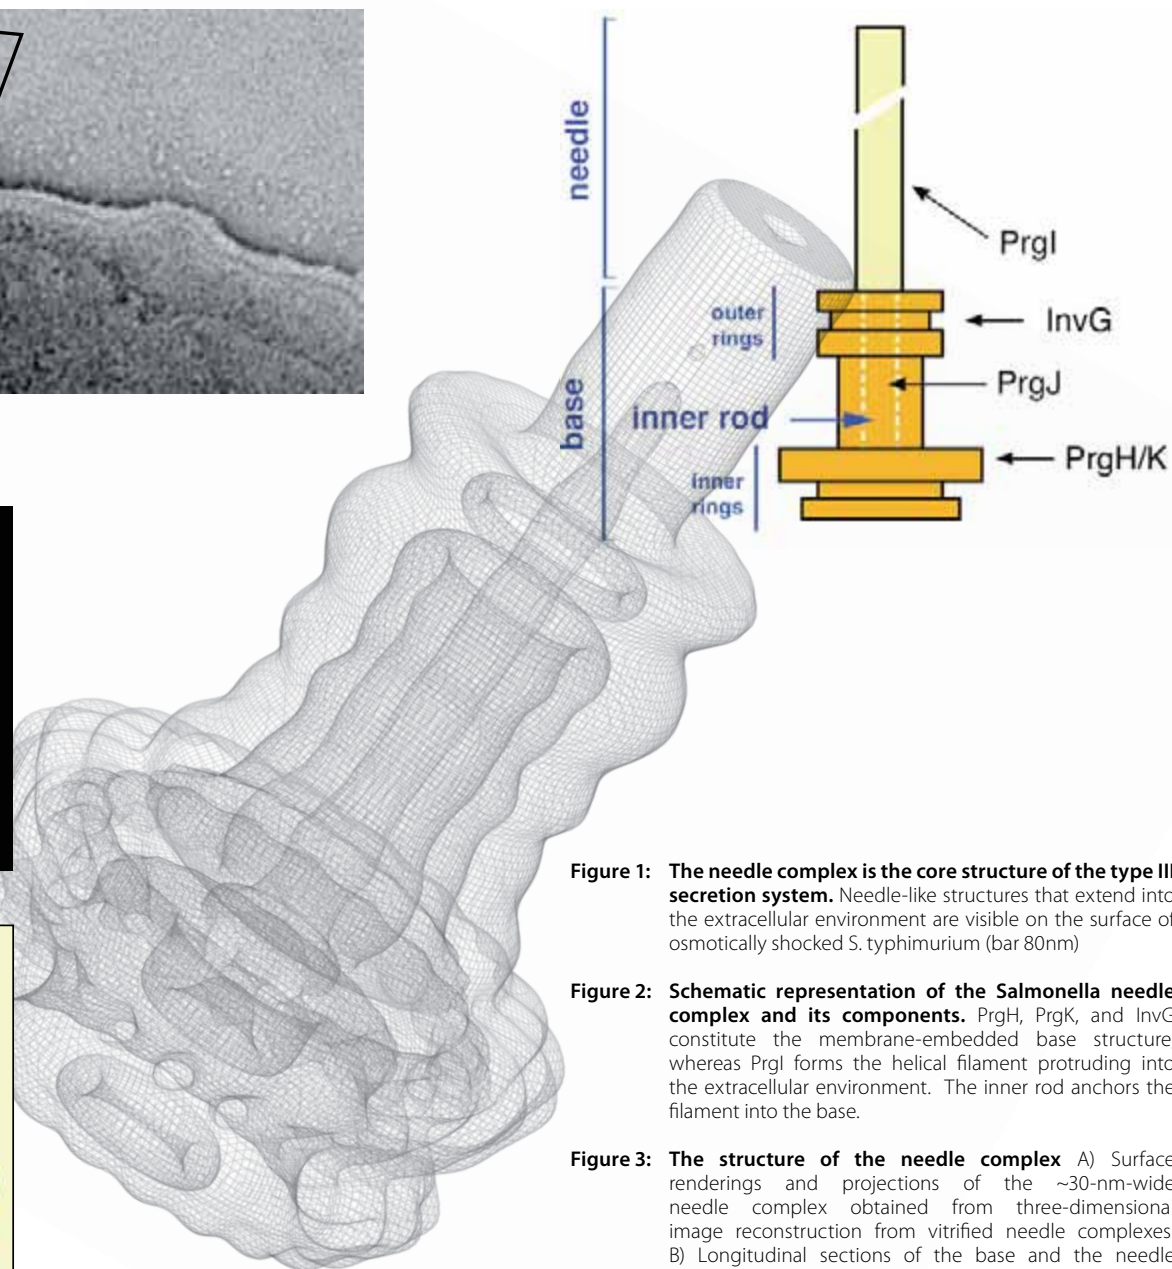 needle
PrgI
outer
rings
InvG
PrgJ
base
inner rod
PrgH/K
inner
rings
Figure 1: The needle complex is the core structure of the type III
secretion system. Needle-like structures that extend into
the extracellular environment are visible on the surface of
osmotically shocked S. typhimurium (bar 80nm)
Figure 2: Schematic representation of the Salmonella needle
complex and its components. PrgH, PrgK, and InvG
constitute the membrane-embedded base structure
whereas PrgI forms the helical filament protruding into
the extracellular environment. The inner rod anchors the
filament into the base.
Figure 3: The structure of the needle complex A) Surface
renderings and projections of the ~30-nm-wide
needle complex obtained from three-dimensiona
image reconstruction from vitrified needle complexes
B) Longitudinal sections of the base and the needle